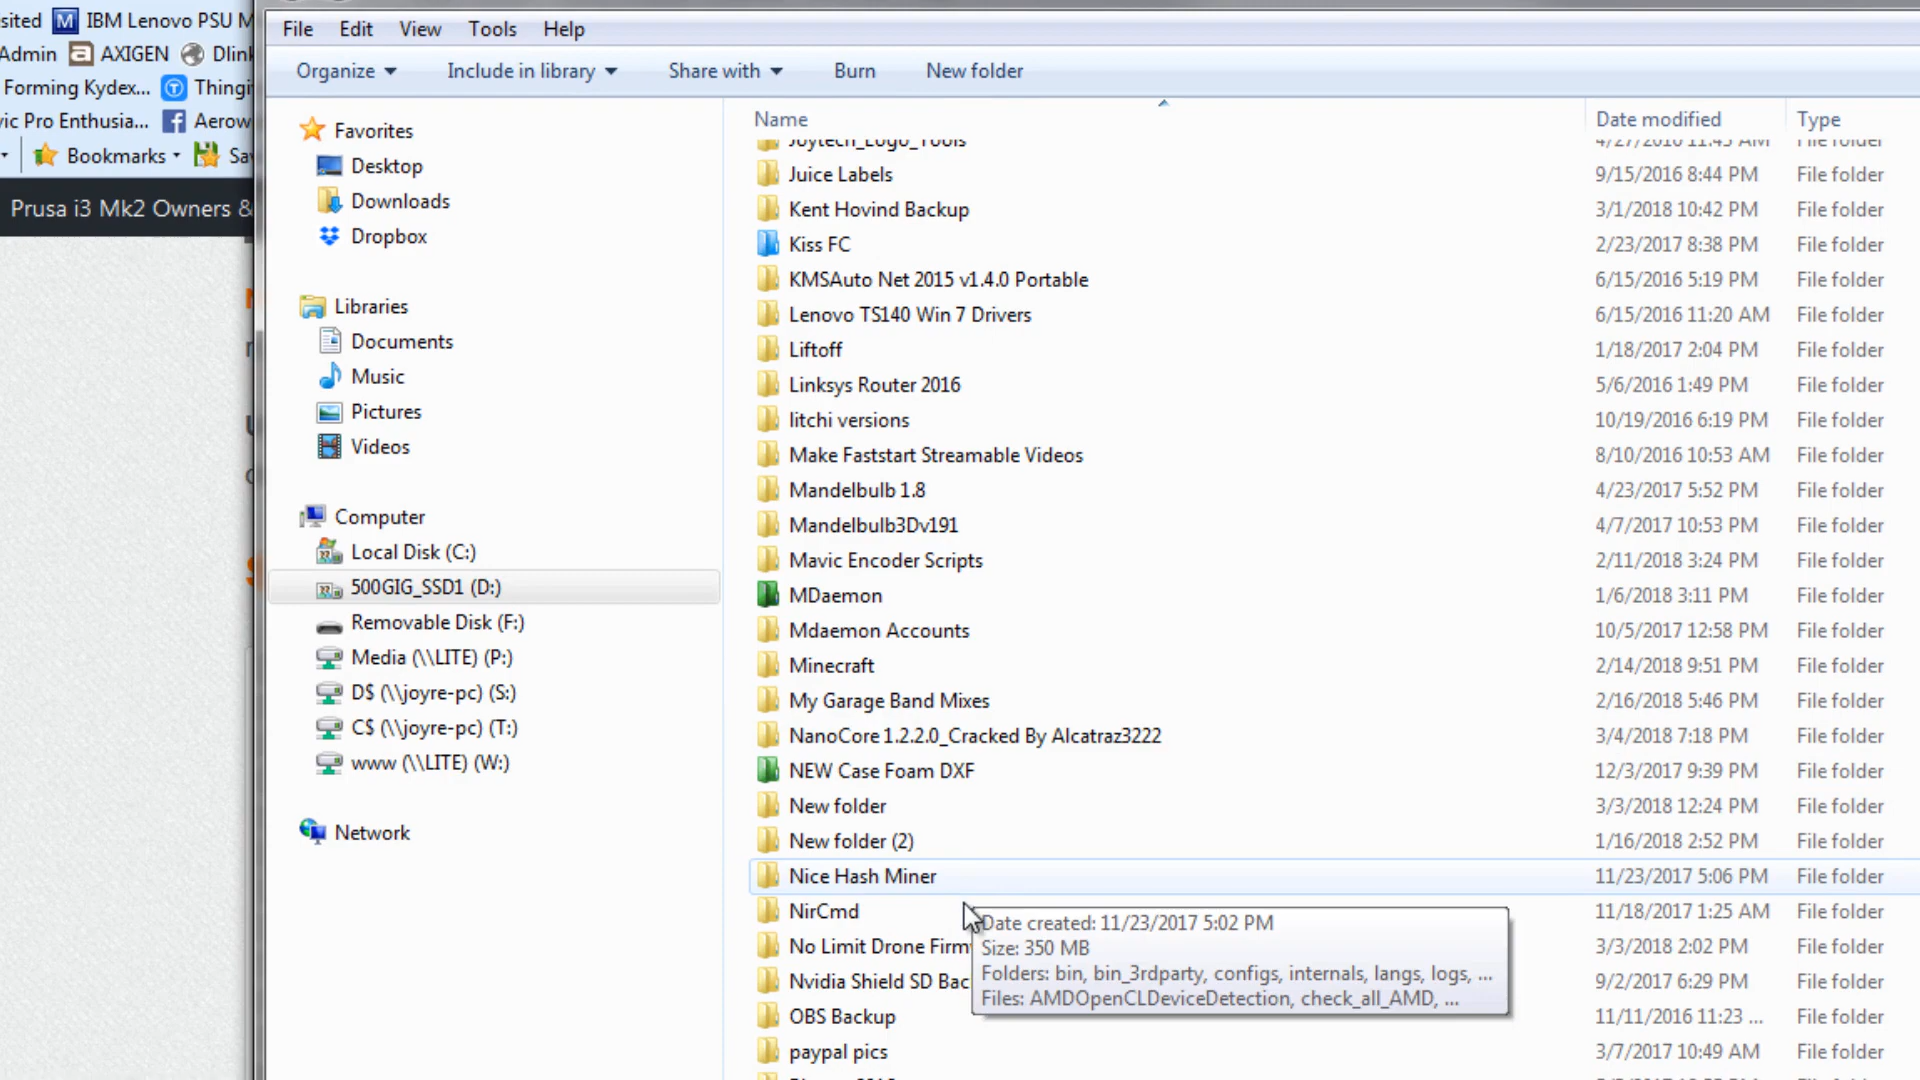 sited IBM Lenovo PSU M
Admin AXIGEN Dlin
Forming Kydex... Thingi
vic Pro Enthusia... Aerow
Bookmarks Sa
Prusa i3 Mk2 Owners &
File Edit View Tools Help
Organize Include in library Share with Burn New folder
Favorites
Desktop
Downloads
Dropbox
Libraries
Documents
Music
Pictures
Videos
Computer
Local Disk (C:)
500GIG_SSD1 (D:)
Removable Disk (F:)
Media (\\LITE) (P:)
D$ (\\joyre-pc) (S:)
C$ (\\joyre-pc) (T:)
www (\\LITE) (W:)
Network
Name Date modified Type
Joytech_Logo_Tools 4/27/2016 11:45 AM File folder
Juice Labels 9/15/2016 8:44 PM File folder
Kent Hovind Backup 3/1/2018 10:42 PM File folder
Kiss FC 2/23/2017 8:38 PM File folder
KMSAuto Net 2015 v1.4.0 Portable 6/15/2016 5:19 PM File folder
Lenovo TS140 Win 7 Drivers 6/15/2016 11:20 AM File folder
Liftoff 1/18/2017 2:04 PM File folder
Linksys Router 2016 5/6/2016 1:49 PM File folder
litchi versions 10/19/2016 6:19 PM File folder
Make Faststart Streamable Videos 8/10/2016 10:53 AM File folder
Mandelbulb 1.8 4/23/2017 5:52 PM File folder
Mandelbulb3Dv191 4/7/2017 10:53 PM File folder
Mavic Encoder Scripts 2/11/2018 3:24 PM File folder
MDaemon 1/6/2018 3:11 PM File folder
Mdaemon Accounts 10/5/2017 12:58 PM File folder
Minecraft 2/14/2018 9:51 PM File folder
My Garage Band Mixes 2/16/2018 5:46 PM File folder
NanoCore 1.2.2.0_Cracked By Alcatraz3222 3/4/2018 7:18 PM File folder
NEW Case Foam DXF 12/3/2017 9:39 PM File folder
New folder 3/3/2018 12:24 PM File folder
New folder (2) 1/16/2018 2:52 PM File folder
Nice Hash Miner 11/23/2017 5:06 PM File folder
NirCmd 11/18/2017 1:25 AM File folder
No Limit Drone Firm 3/3/2018 2:02 PM File folder
Nvidia Shield SD Bac 9/2/2017 6:29 PM File folder
OBS Backup 11/11/2016 11:23 ... File folder
paypal pics 3/7/2017 10:49 AM File folder
Date created: 11/23/2017 5:02 PM
Size: 350 MB
Folders: bin, bin_3rdparty, configs, internals, langs, logs, ...
Files: AMDOpenCLDeviceDetection, check_all_AMD, ...